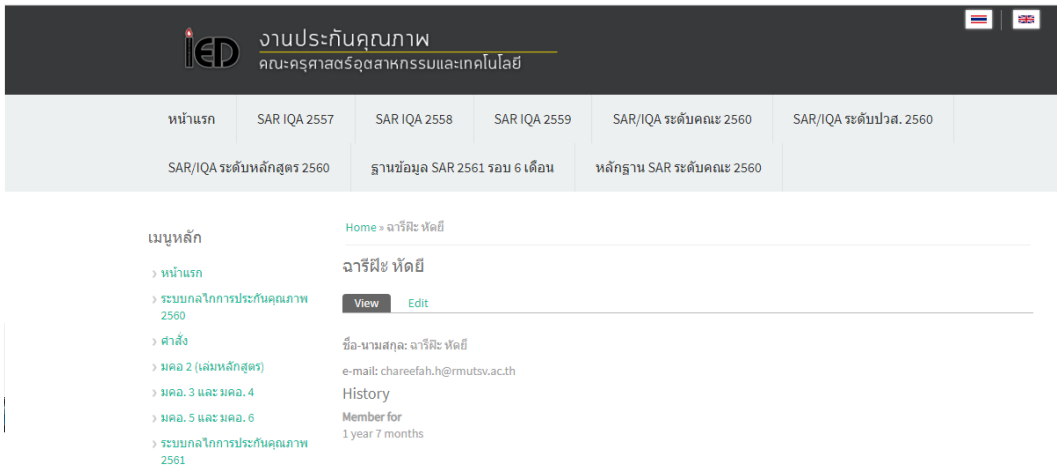 iED งานประกันคุณภาพ
คณะครุศาสตร์อุตสาหกรรมและเทคโนโลยี
หน้าแรก SAR IQA 2557 SAR IQA 2558 SAR IQA 2559 SAR/IQA ระดับคณะ 2560 SAR/IQA ระดับปวส. 2560
SAR/IQA ระดับหลักสูตร 2560 ฐานข้อมูล SAR 2561 รอบ 6 เดือน หลักฐาน SAR ระดับคณะ 2560
เมนูหลัก
หน้าแรก
ระบบกลไกการประกันคุณภาพ
2560
คำสั่ง
มคอ 2 (เล่มหลักสูตร)
มคอ. 3 และ มคอ. 4
มคอ. 5 และ มคอ. 6
ระบบกลไกการประกันคุณภาพ
2561
Home » ฉารีฝ๊ะ หัดยี
ฉารีฝ๊ะ หัดยี
View Edit
ชื่อ-นามสกุล: ฉารีฝ๊ะ หัดยี
e-mail: chareefah.h@rmutsv.ac.th
History
Member for
1 year 7 months